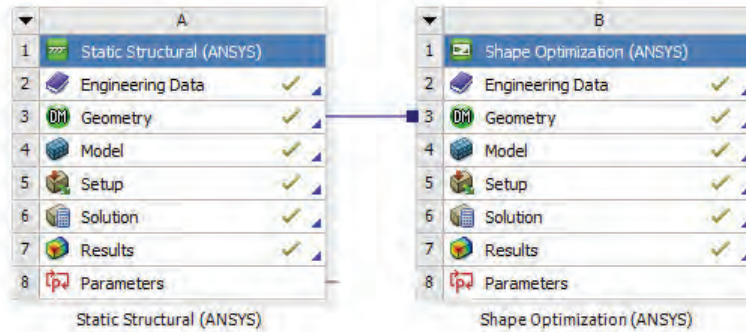 A
1 Static Structural (ANSYS)
2 Engineering Data
3 DM Geometry
4 Model
5 Setup
6 Solution
7 Results
8 Parameters
Static Structural (ANSYS)
B
1 Shape Optimization (ANSYS)
2 Engineering Data
3 DM Geometry
4 Model
5 Setup
6 Solution
7 Results
8 Parameters
Shape Optimization (ANSYS)